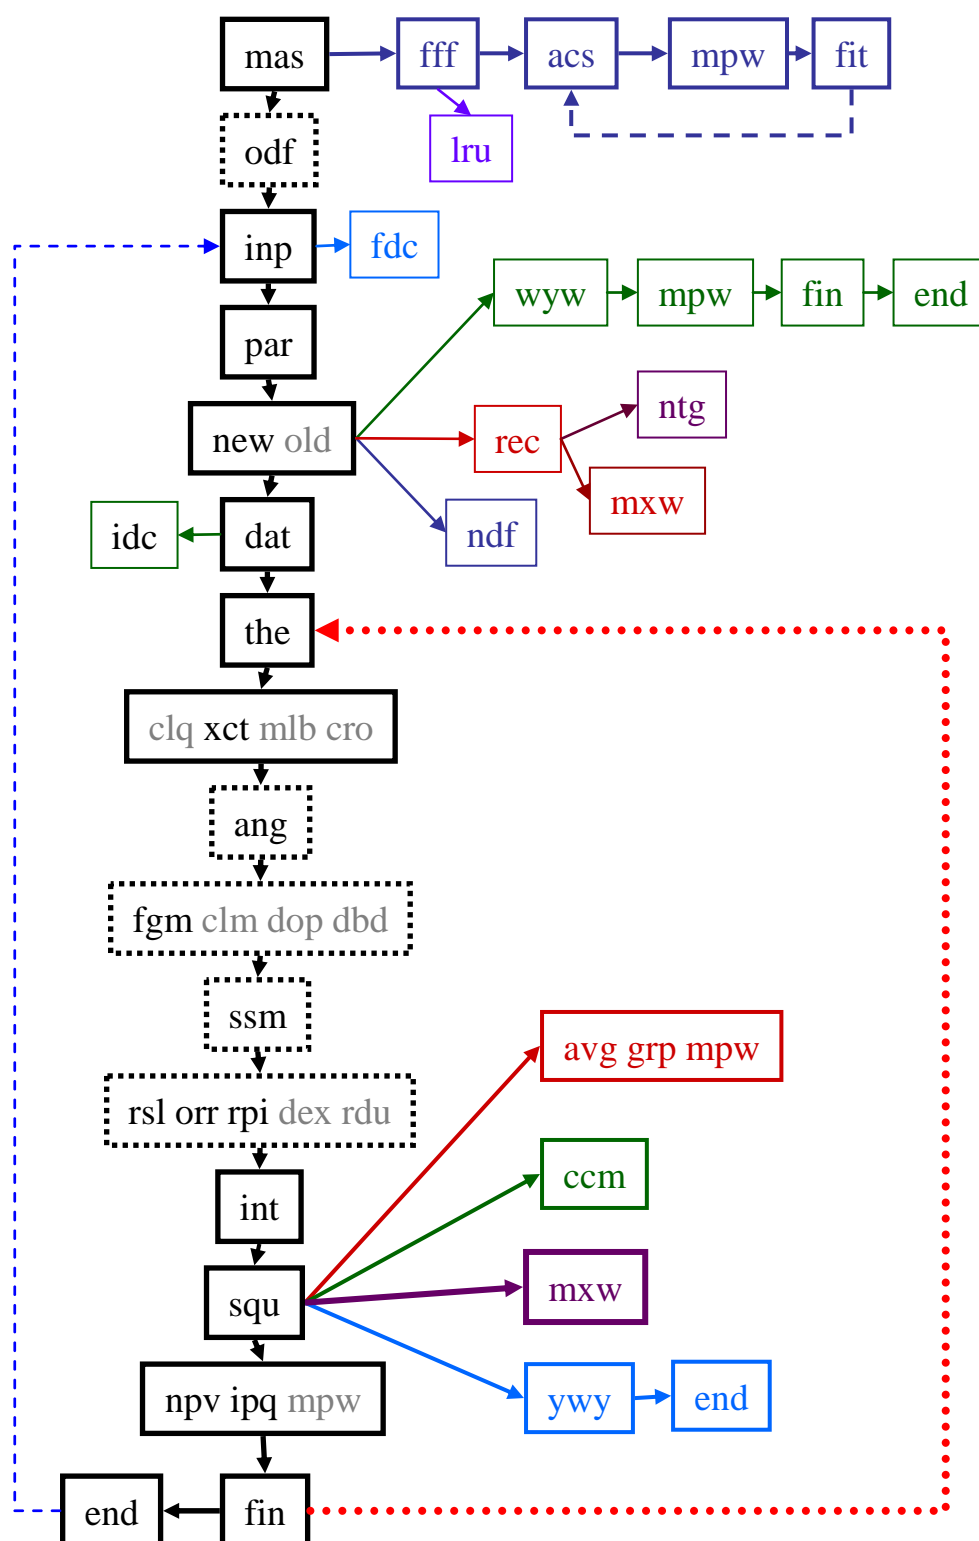 mas fff acs mpw fit
lru
odf
inp fdc
wyw mpw fin end
par
ntg
new old rec
mxw
ndf
idc dat
the
clq xct mlb cro
ang
fgm clm dop dbd
ssm
avg grp mpw
rsl orr rpi dex rdu
ccm
int
mxw
squ
npv ipq mpw ywy end
end fin